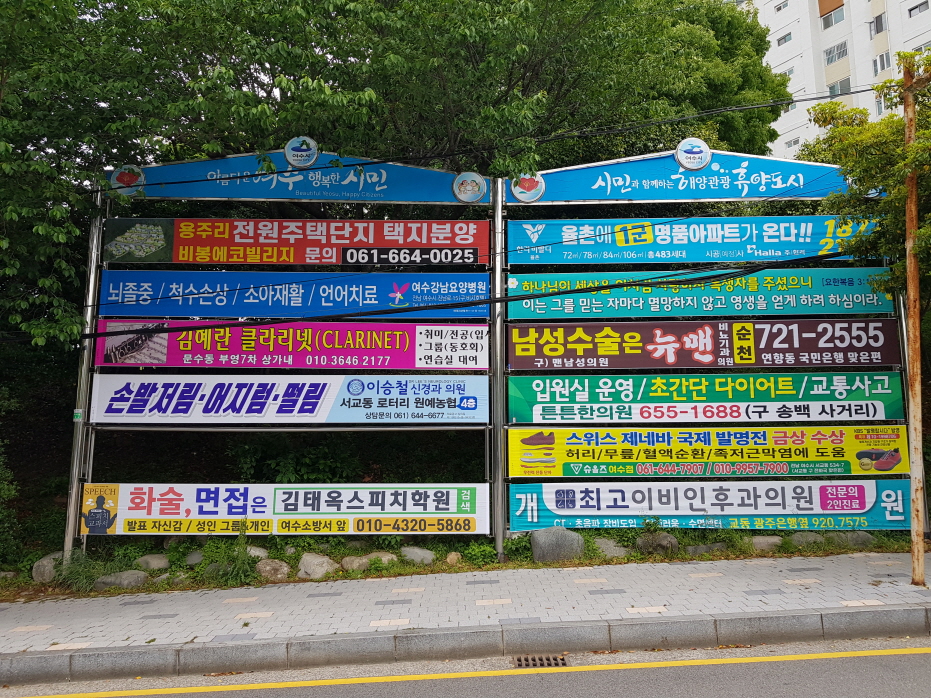 여수시
아름다운 여수 행복한 시민
Beautiful Yeosu, Happy Citizens
용주리 전원주택단지 택지분양
비봉에코빌리지 문의 061-664-0025
뇌졸중 / 척수손상 / 소아재활 / 언어치료
여수강남요양병원
김예란 클라리넷(CLARINET)
문수동 부영7차 상가내 010-3646 2177
•취미/전공(입시
•그룹(동호회)
•연습실 대여
손발저림·어지럼·떨림
이승철 신경과 의원
서교동 로터리 원예농협 4층
상담문의 061) 644-6677
SPEECH
스피치
교과서
화술, 면접은 김태옥스피치학원 검색
발표 자신감 / 성인 그룹&개인 여수소방서 앞 010-4320-5868
여수시
시민과 함께하는 해양관광 휴양도시
율촌에 1군 명품아파트가 온다!!
72㎡/78㎡/84㎡/106㎡ 총483세대
시공(예정)사 Halla
하나님이 세상을
독생자를 주셨으니
이는 그를 믿는 자마다 멸망하지 않고 영생을 얻게 하려 하심이라.
남성수술은 뉴맨 비뇨기과의원 순천 721-2555
구) 맨남성의원
연향동 국민은행 맞은편
입원실 운영 / 초간단 다이어트 / 교통사고
튼튼한의원 655-1688 (구 송백 사거리)
스위스 제네바 국제 발명전 금상 수상
허리/무릎/혈액순환/족저근막염에 도움
슈올즈 여수점 061-644-7907 / 010-9957-7900
개원
최고이비인후과의원
전문의
2인진료
교동 광주은행옆 920.7575